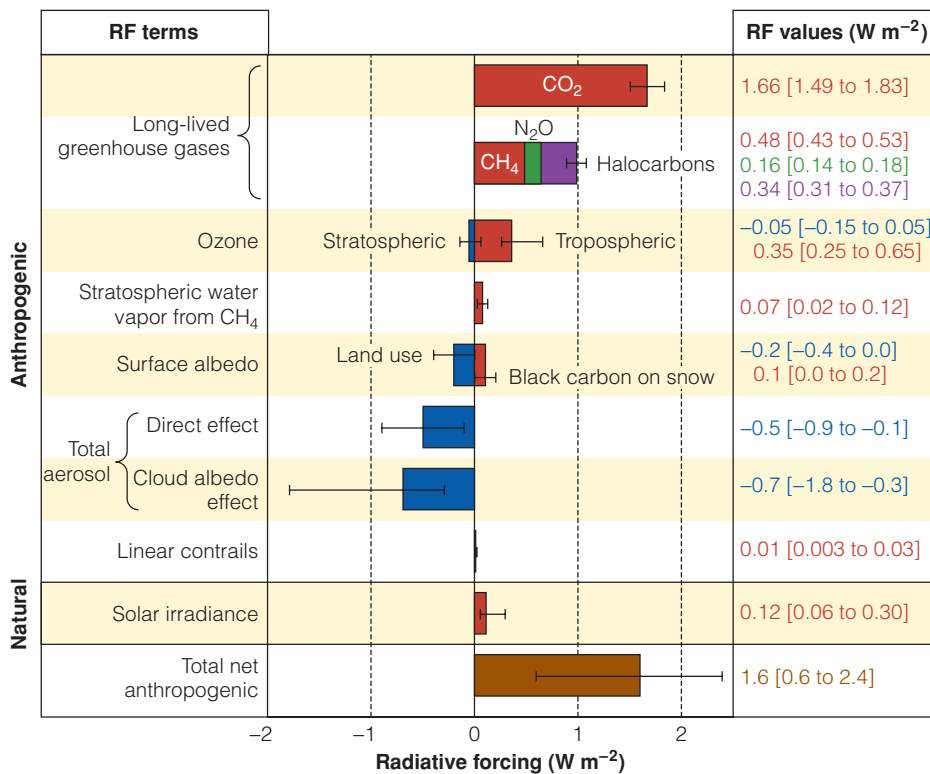 RF terms
RF values (W m⁻²)
Anthropogenic
Long-lived
greenhouse gases
CO₂
1.66 [1.49 to 1.83]
N₂O
CH₄
Halocarbons
0.48 [0.43 to 0.53]
0.16 [0.14 to 0.18]
0.34 [0.31 to 0.37]
Ozone
Stratospheric
Tropospheric
–0.05 [–0.15 to 0.05]
0.35 [0.25 to 0.65]
Stratospheric water
vapor from CH₄
0.07 [0.02 to 0.12]
Surface albedo
Land use
Black carbon on snow
–0.2 [–0.4 to 0.0]
0.1 [0.0 to 0.2]
Total
aerosol
Direct effect
–0.5 [–0.9 to –0.1]
Cloud albedo
effect
–0.7 [–1.8 to –0.3]
Linear contrails
0.01 [0.003 to 0.03]
Natural
Solar irradiance
0.12 [0.06 to 0.30]
Total net
anthropogenic
1.6 [0.6 to 2.4]
–2 –1 0 1 2
Radiative forcing (W m⁻²)